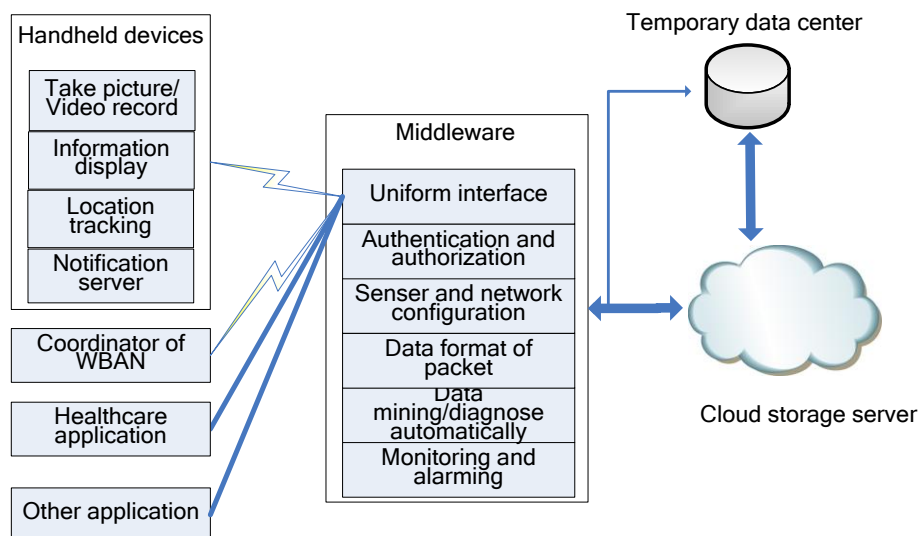 Handheld devices
Take picture/
Video record
Information
display
Location
tracking
Notification
server
Coordinator of
WBAN
Healthcare
application
Other application
Middleware
Uniform interface
Authentication and
authorization
Senser and network
configuration
Data format of
packet
Data
mining/diagnose
automatically
Monitoring and
alarming
Temporary data center
Cloud storage server